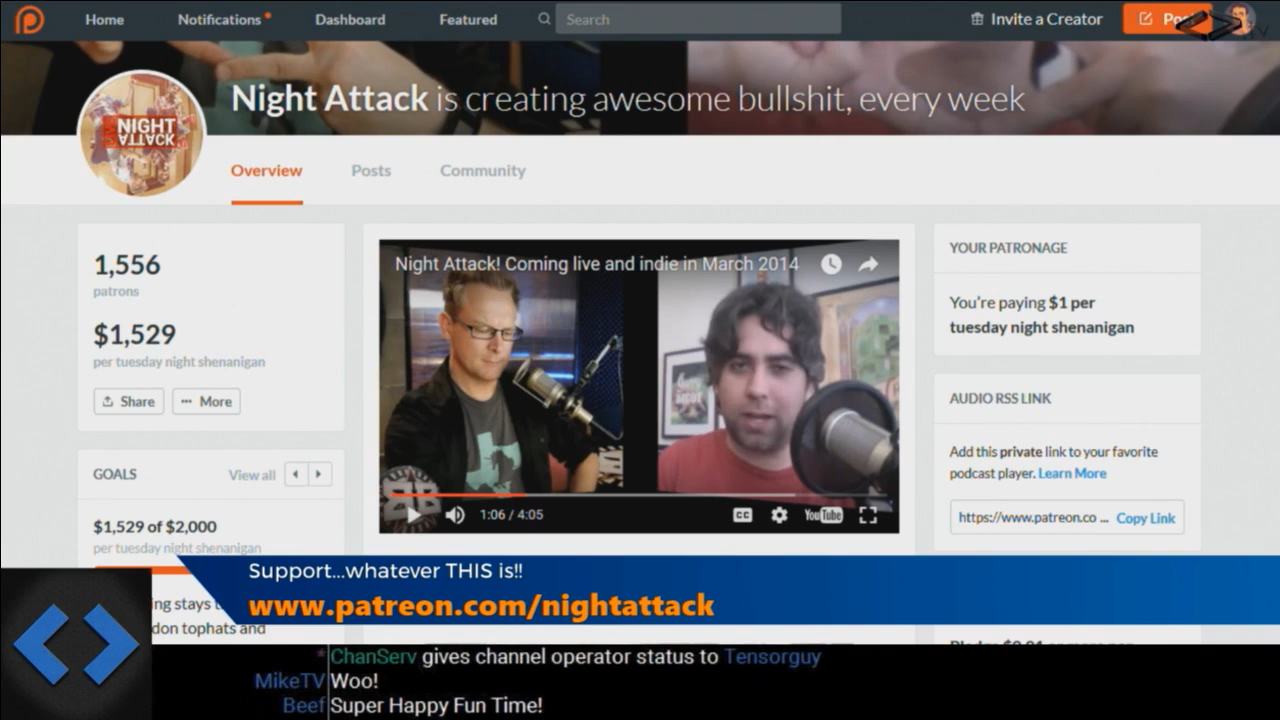 Home Notifications Dashboard Featured Search Invite a Creator
Night Attack is creating awesome bullshit, every week
NIGHT
ATTACK
Overview Posts Community
1,556
patrons
$1,529
per tuesday night shenanigan
Share ••• More
GOALS View all
$1,529 of $2,000
per tuesday night shenanigan
Night Attack! Coming live and indie in March 2014
1:06 / 4:05 CC YouTube
YOUR PATRONAGE
You're paying $1 per
tuesday night shenanigan
AUDIO RSS LINK
Add this private link to your favorite
podcast player. Learn More
https://www.patreon.co ... Copy Link
Support...whatever THIS is!!
www.patreon.com/nightattack
tophats and
* ChanServ gives channel operator status to Tensorguy
MikeTV Woo!
Beef Super Happy Fun Time!